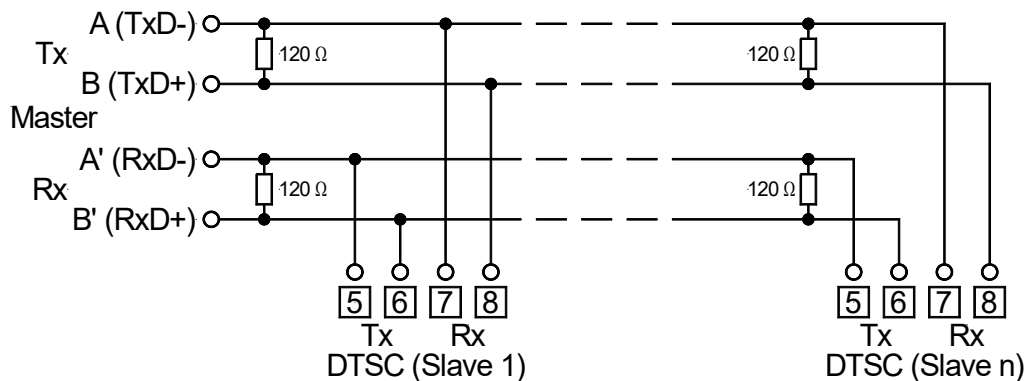 A (TxD-)
Tx
120 Ω
120 Ω
B (TxD+)
Master
A' (RxD-)
Rx
120 Ω
120 Ω
B' (RxD+)
5 6 7 8
5 6 7 8
Tx Rx
Tx Rx
DTSC (Slave 1)
DTSC (Slave n)